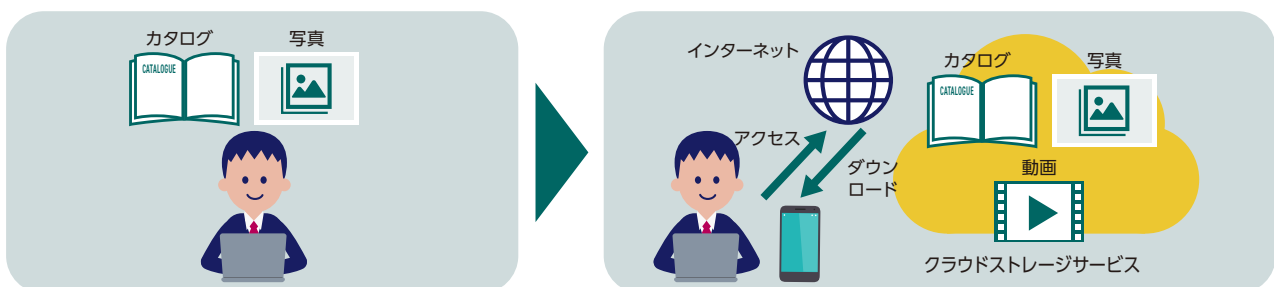 カタログ
写真
CATALOGUE
インターネット
アクセス
ダウン
ロード
カタログ
写真
CATALOGUE
動画
クラウドストレージサービス